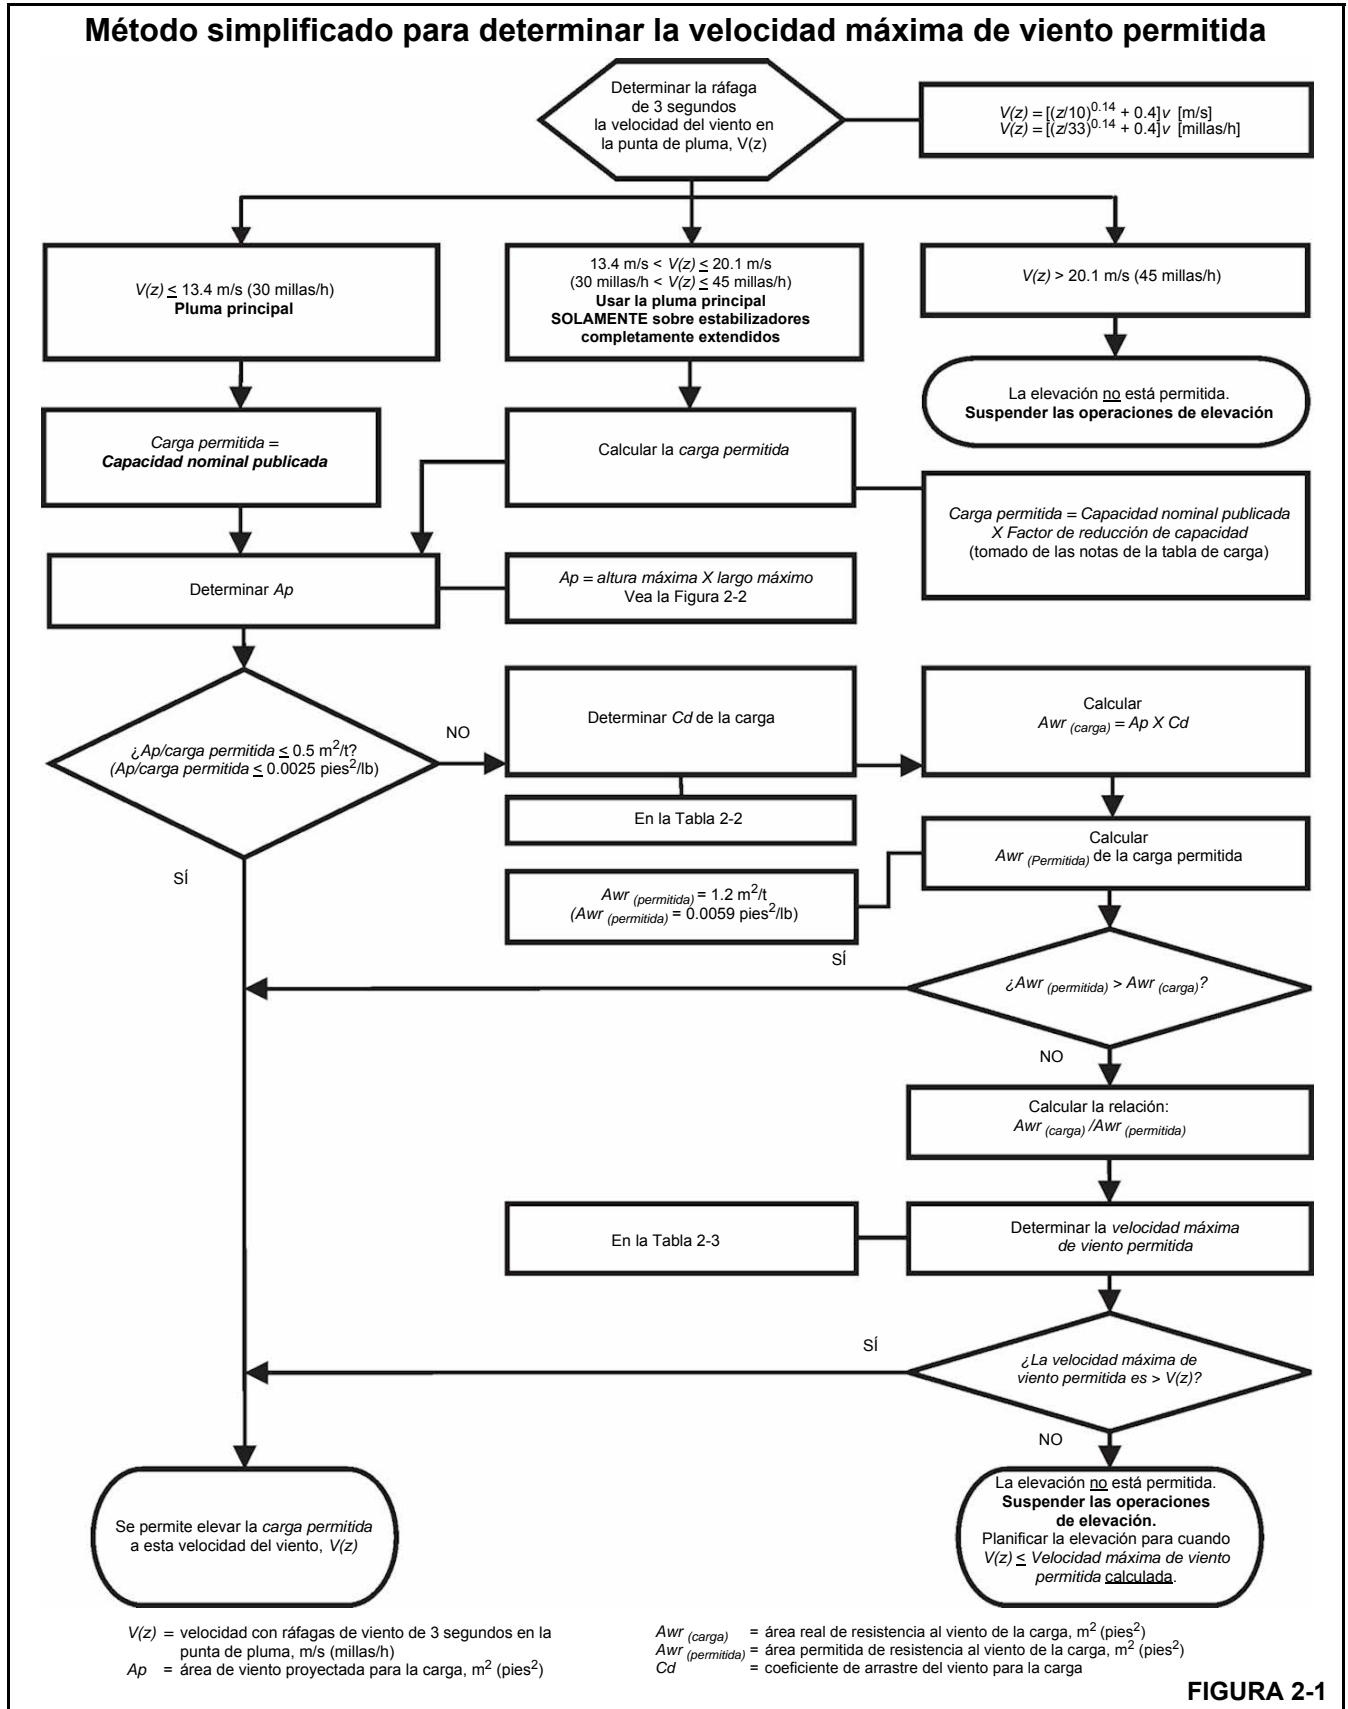 Método simplificado para determinar la velocidad máxima de viento permitida
Determinar la ráfaga
de 3 segundos
la velocidad del viento en
la punta de pluma, V(z)
V(z) = [(z/10)^0.14 + 0.4]v [m/s]
V(z) = [(z/33)^0.14 + 0.4]v [millas/h]
V(z) ≤ 13.4 m/s (30 millas/h)
Pluma principal
13.4 m/s < V(z) ≤ 20.1 m/s
(30 millas/h < V(z) ≤ 45 millas/h)
Usar la pluma principal
SOLAMENTE sobre estabilizadores
completamente extendidos
V(z) > 20.1 m/s (45 millas/h)
La elevación no está permitida.
Suspender las operaciones de elevación
Carga permitida =
Capacidad nominal publicada
Calcular la carga permitida
Carga permitida = Capacidad nominal publicada
X Factor de reducción de capacidad
(tomado de las notas de la tabla de carga)
Determinar Ap
Ap = altura máxima X largo máximo
Vea la Figura 2-2
¿Ap/carga permitida ≤ 0.5 m²/t?
(Ap/carga permitida ≤ 0.0025 pies²/lb)
NO
Determinar Cd de la carga
Calcular
Awr (carga) = Ap X Cd
En la Tabla 2-2
Calcular
Awr (Permitida) de la carga permitida
SÍ
Awr (permitida) = 1.2 m²/t
(Awr (permitida) = 0.0059 pies²/lb)
SÍ
¿Awr (permitida) > Awr (carga)?
NO
Calcular la relación:
Awr (carga) /Awr (permitida)
En la Tabla 2-3
Determinar la velocidad máxima
de viento permitida
SÍ
¿La velocidad máxima de
viento permitida es > V(z)?
NO
Se permite elevar la carga permitida
a esta velocidad del viento, V(z)
La elevación no está permitida.
Suspender las operaciones
de elevación.
Planificar la elevación para cuando
V(z) ≤ Velocidad máxima de viento
permitida calculada.
V(z) = velocidad con ráfagas de viento de 3 segundos en la
punta de pluma, m/s (millas/h)
Ap = área de viento proyectada para la carga, m² (pies²)
Awr (carga) = área real de resistencia al viento de la carga, m² (pies²)
Awr (permitida) = área permitida de resistencia al viento de la carga, m² (pies²)
Cd = coeficiente de arrastre del viento para la carga
FIGURA 2-1